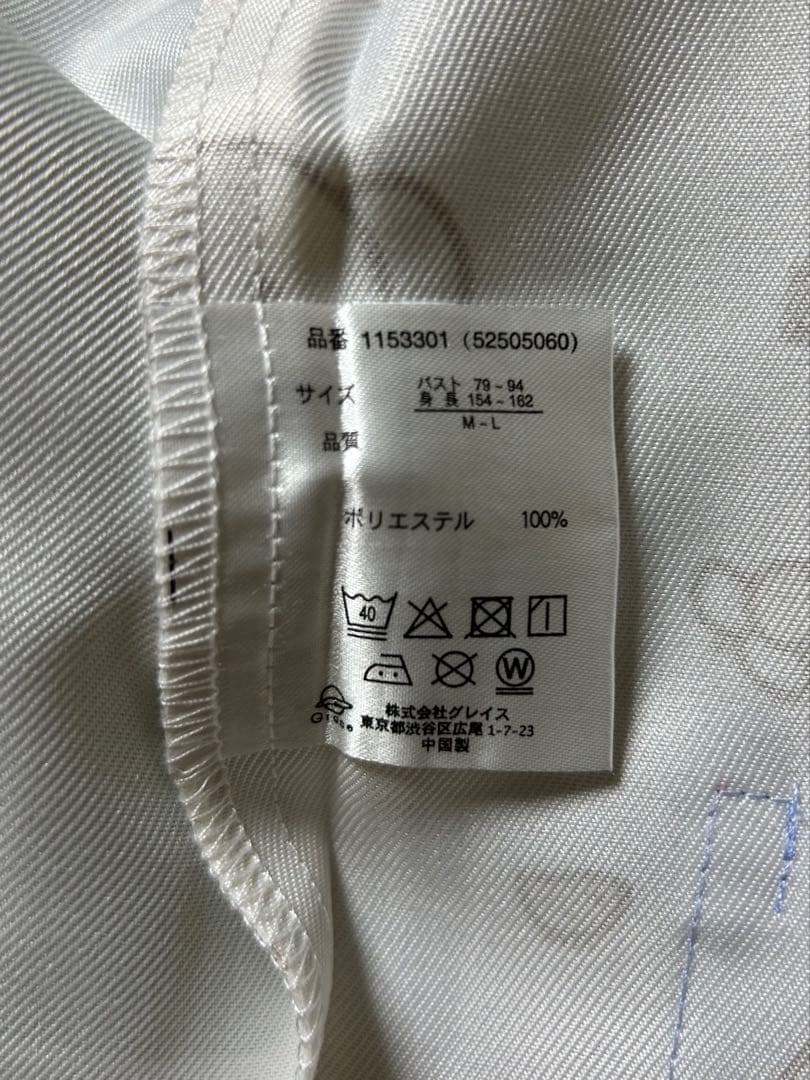 品番 1153301 (52505060)
サイズ
バスト 79~94
身長 154~162
M-L
品質
ポリエステル 100%
40
W
Grace
株式会社グレイス
東京都渋谷区広尾 1-7-23
中国製